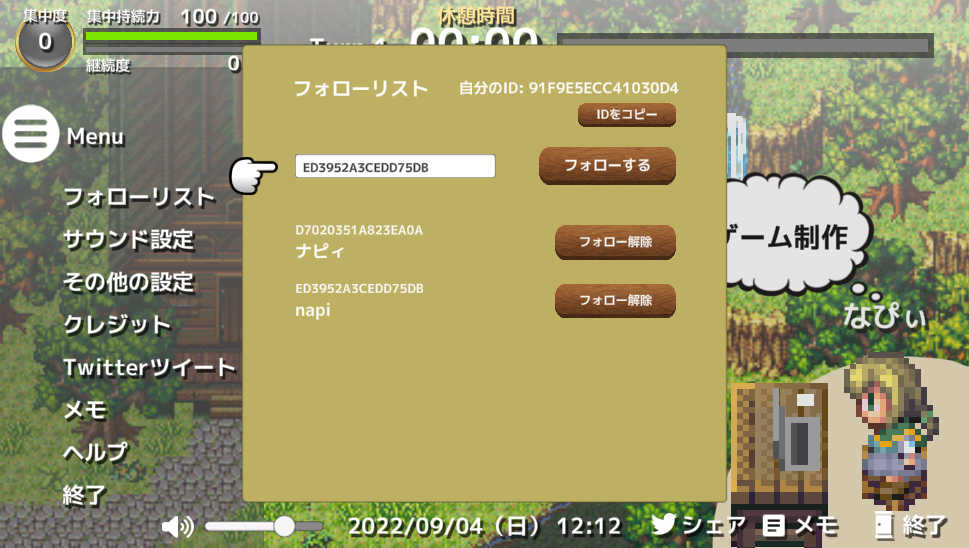 集中度
0
集中持続力 100 /100
継続度 0
休憩時間
00:00
Menu
フォローリスト
サウンド設定
その他の設定
クレジット
Twitterツイート
メモ
ヘルプ
終了
フォローリスト 自分のID: 91F9E5ECC41030D4
IDをコピー
ED3952A3CEDD75DB フォローする
D7020351A823EA0A
ナピィ フォロー解除
ED3952A3CEDD75DB
napi フォロー解除
ゲーム制作
なぴぃ
2022/09/04（日） 12:12 シェア メモ 終了